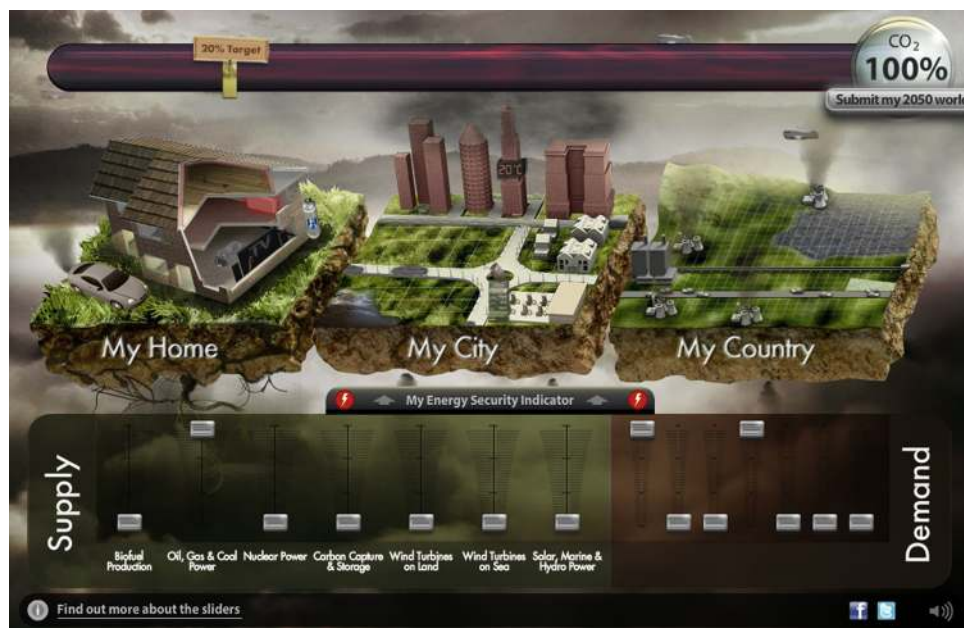 20% Target
CO₂
100%
Submit my 2050 world
20°C
TV
My Home
My City
My Country
My Energy Security Indicator
Supply
Demand
Biofuel
Production
Oil, Gas & Coal
Power
Nuclear Power
Carbon Capture
& Storage
Wind Turbines
on Land
Wind Turbines
on Sea
Solar, Marine &
Hydro Power
i
Find out more about the sliders
f